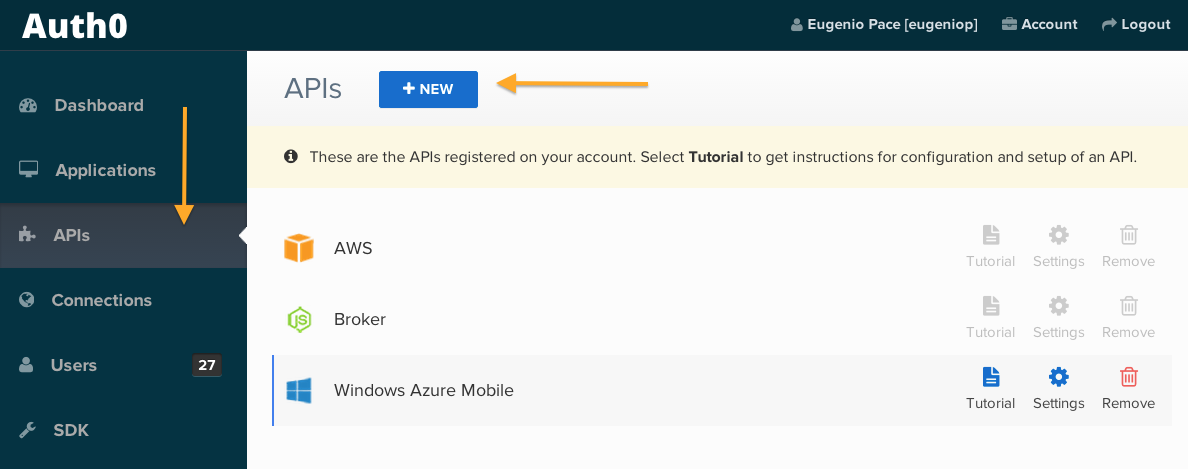 Auth0
Eugenio Pace [eugeniop] Account Logout
Dashboard
Applications
APIs
Connections
Users 27
SDK
APIs + NEW
These are the APIs registered on your account. Select Tutorial to get instructions for configuration and setup of an API.
AWS
Tutorial Settings Remove
JS Broker
Tutorial Settings Remove
Windows Azure Mobile
Tutorial Settings Remove